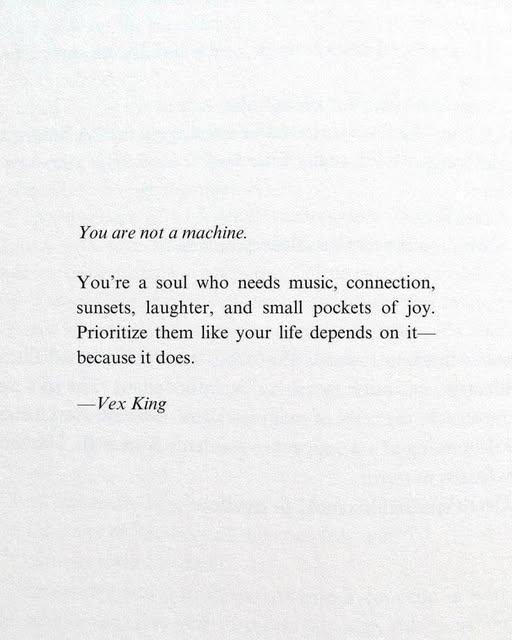 You are not a machine.
You’re a soul who needs music, connection,
sunsets, laughter, and small pockets of joy.
Prioritize them like your life depends on it—
because it does.
—Vex King